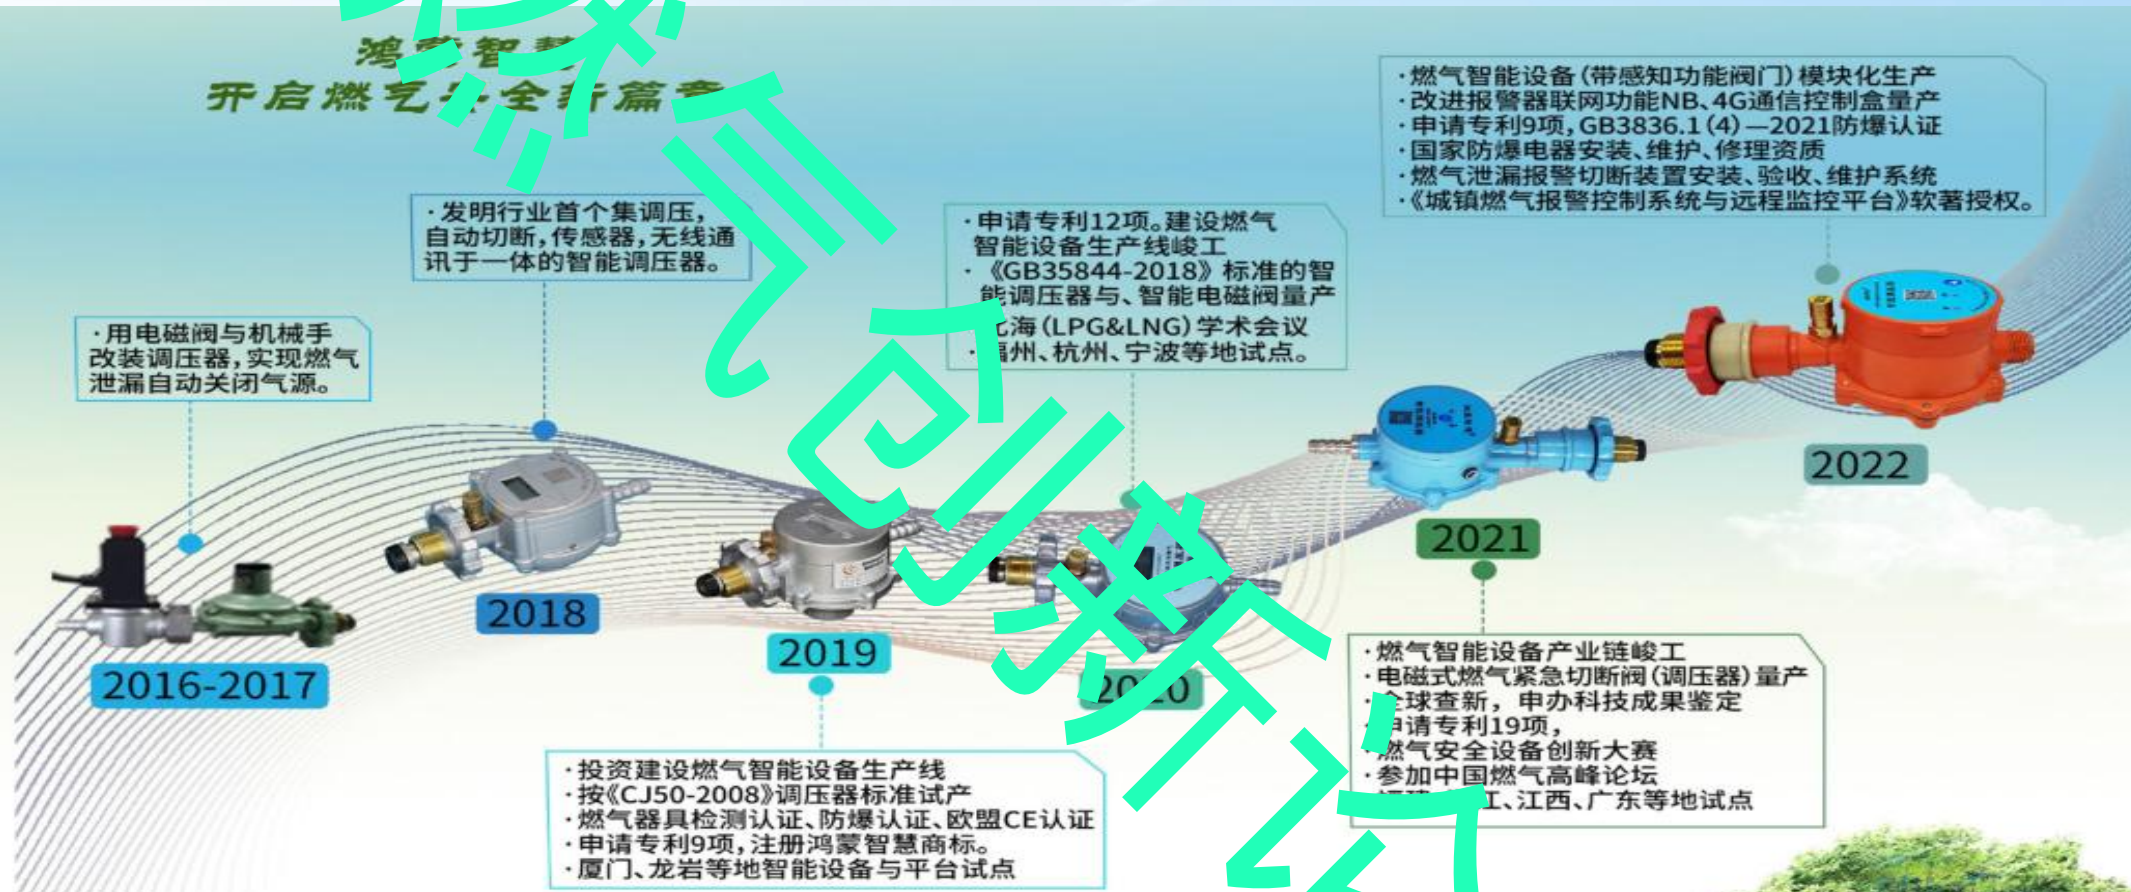 鸿蒙智慧
开启燃气安全新篇章
·用电磁阀与机械手
改装调压器,实现燃气
泄漏自动关闭气源。
2016-2017
·发明行业首个集调压,
自动切断,传感器,无线通
讯于一体的智能调压器。
2018
2019
·投资建设燃气智能设备生产线
·按《CJ50-2008》调压器标准试产
·燃气器具检测认证、防爆认证、欧盟CE认证
·申请专利9项,注册鸿蒙智慧商标。
·厦门、龙岩等地智能设备与平台试点
·申请专利12项。建设燃气
智能设备生产线峻工
·《GB35844-2018》标准的智
能调压器与、智能电磁阀量产
北海(LPG&LNG)学术会议
·福州、杭州、宁波等地试点。
2020
2021
·燃气智能设备产业链峻工
·电磁式燃气紧急切断阀(调压器)量产
·全球查新，申办科技成果鉴定
·申请专利19项，
·燃气安全设备创新大赛
·参加中国燃气高峰论坛
江、江西、广东等地试点
·燃气智能设备(带感知功能阀门)模块化生产
·改进报警器联网功能NB、4G通信控制盒量产
·申请专利9项,GB3836.1(4)—2021防爆认证
·国家防爆电器安装、维护、修理资质
·燃气泄漏报警切断装置安装、验收、维护系统
·《城镇燃气报警控制系统与远程监控平台》软著授权。
2022
燃气创新设